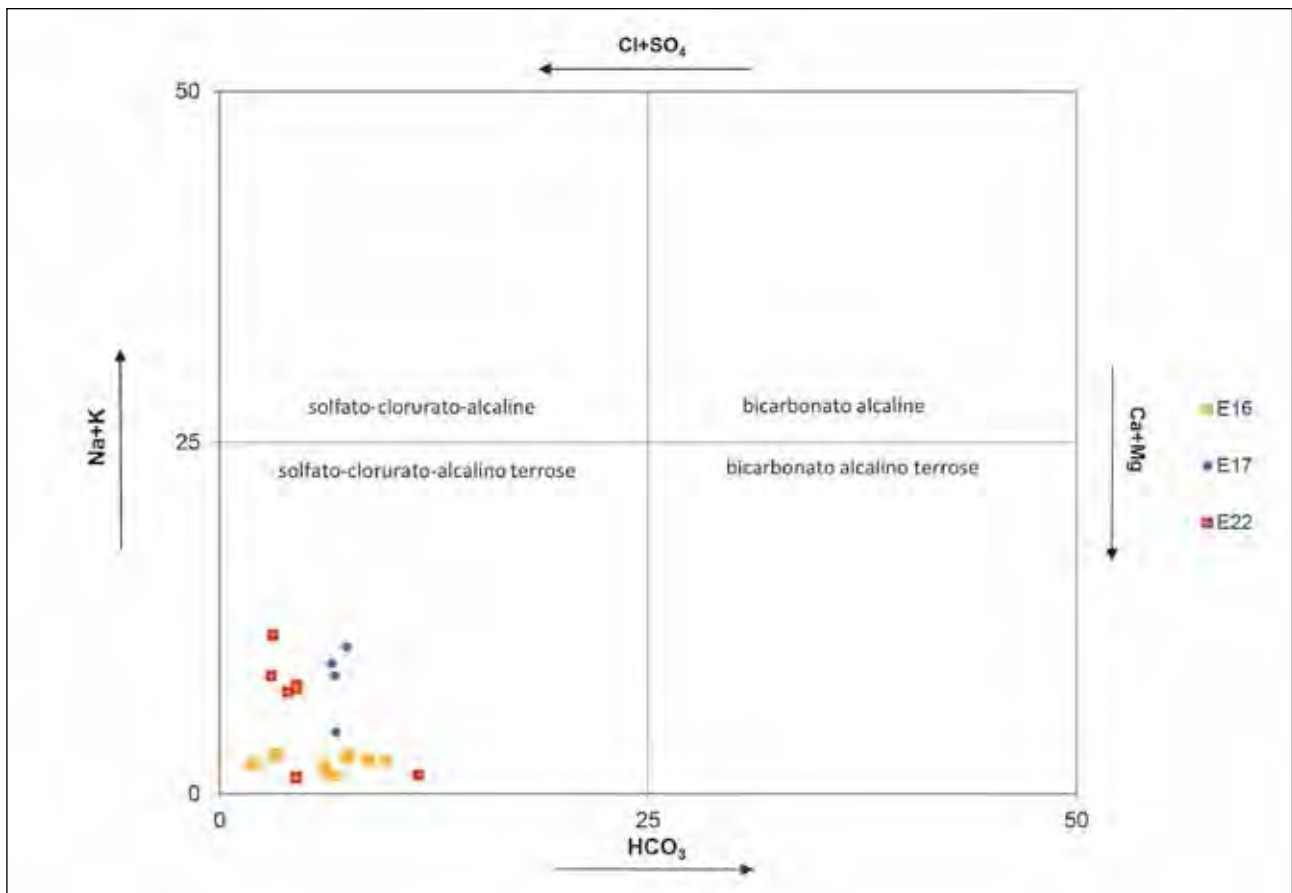 Cl+SO₄
50
solfato-clorurato-alcaline
bicarbonato alcaline
Na+K
25
Ca+Mg
solfato-clorurato-alcalino terrose
bicarbonato alcalino terrose
E16
E17
E22
0
0
25
50
HCO₃